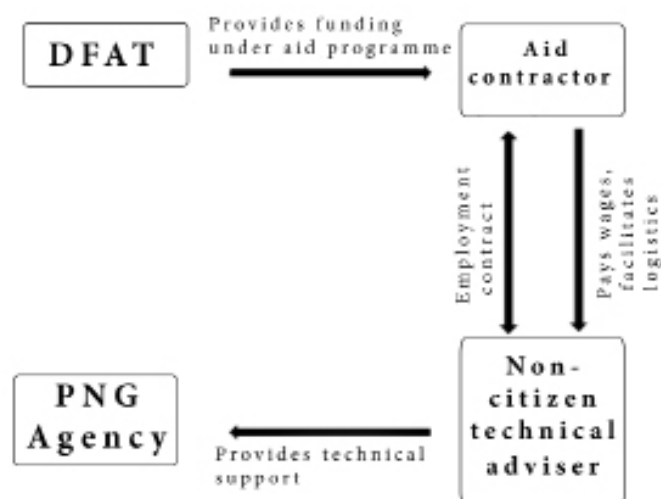 Provides funding
under aid programme
DFAT
Aid
contractor
Employment
contract
Pays wages,
facilitates
logistics
PNG
Agency
Provides technical
support
Non-
citizen
technical
adviser